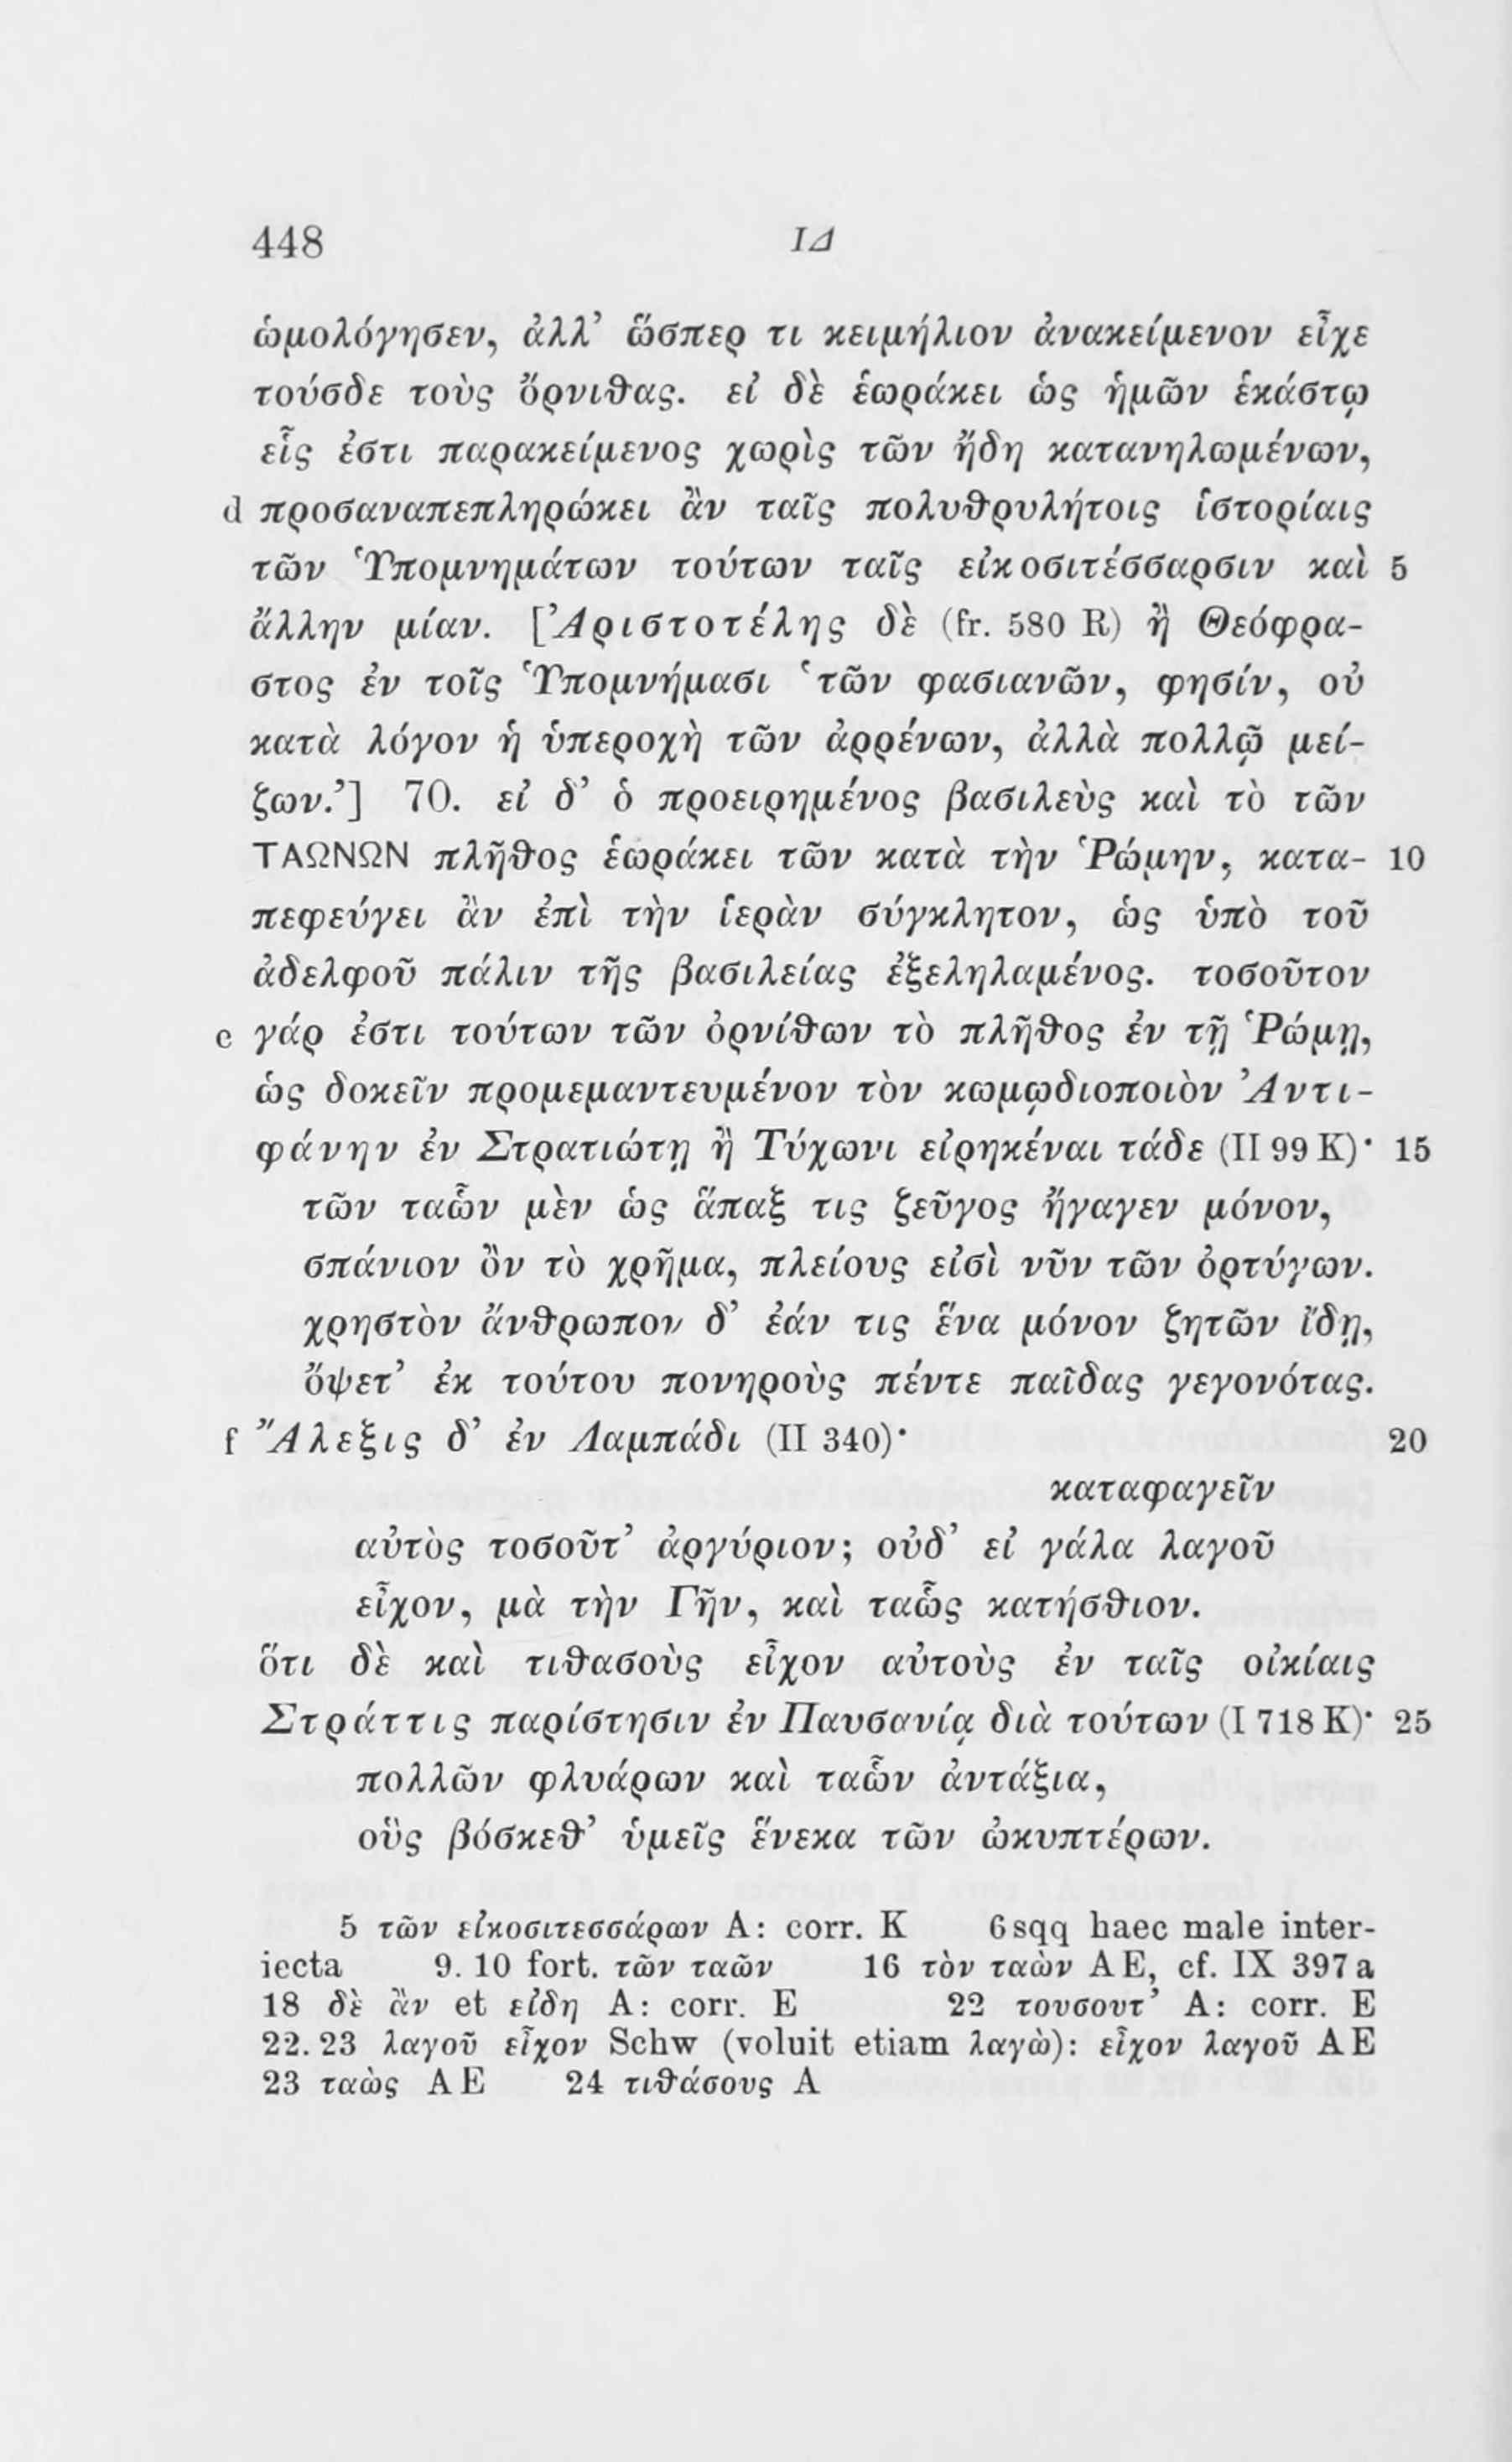 448 ΙΔ
ὡμολόγησεν, ἀλλ’ ὥσπερ τι κειμήλιον ἀνακείμενον εἶχε
τούσδε τοὺς ὄρνιθας. εἰ δὲ ἑωράκει ὡς ἡμῶν ἑκάστῳ
εἷς ἐστι παρακείμενος χωρὶς τῶν ἤδη κατανηλωμένων,
d προσαναπεπληρώκει ἂν ταῖς πολυθρυλήτοις ἱστορίαις
τῶν Ὑπομνημάτων τούτων ταῖς εἰκοσιτέσσαρσιν καὶ 5
ἄλλην μίαν. [Ἀριστοτέλης δὲ (fr. 580 R) ἢ Θεόφρα-
στος ἐν τοῖς Ὑπομνήμασι ‘τῶν φασιανῶν, φησίν, οὐ
κατὰ λόγον ἡ ὑπεροχὴ τῶν ἀρρένων, ἀλλὰ πολλῷ μεί-
ζων.’] 70. εἰ δ’ ὁ προειρημένος βασιλεὺς καὶ τὸ τῶν
ΤΑΩΝΩΝ πλῆθος ἑωράκει τῶν κατὰ τὴν Ῥώμην, κατα- 10
πεφεύγει ἂν ἐπὶ τὴν ἱερὰν σύγκλητον, ὡς ὑπὸ τοῦ
ἀδελφοῦ πάλιν τῆς βασιλείας ἐξεληλαμένος. τοσοῦτον
e γάρ ἐστι τούτων τῶν ὀρνίθων τὸ πλῆθος ἐν τῇ Ῥώμῃ,
ὡς δοκεῖν προμεμαντευμένον τὸν κωμῳδιοποιὸν Ἀντι-
φάνην ἐν Στρατιώτῃ ἢ Τύχωνι εἰρηκέναι τάδε (II 99 K)· 15
τῶν ταὧν μὲν ὡς ἅπαξ τις ζεῦγος ἤγαγεν μόνον,
σπάνιον ὂν τὸ χρῆμα, πλείους εἰσὶ νῦν τῶν ὀρτύγων.
χρηστὸν ἄνθρωπον δ’ ἐάν τις ἕνα μόνον ζητῶν ἴδῃ,
ὄψετ’ ἐκ τούτου πονηροὺς πέντε παῖδας γεγονότας.
f Ἄλεξις δ’ ἐν Λαμπάδι (II 340)· 20
καταφαγεῖν
αὐτὸς τοσοῦτ’ ἀργύριον; οὐδ’ εἰ γάλα λαγοῦ
εἶχον, μὰ τὴν Γῆν, καὶ ταὧς κατήσθιον.
ὅτι δὲ καὶ τιθασοὺς εἶχον αὐτοὺς ἐν ταῖς οἰκίαις
Στράττις παρίστησιν ἐν Παυσανίᾳ διὰ τούτων (I 718 K)· 25
πολλῶν φλυάρων καὶ ταὧν ἀντάξια,
οὓς βόσκεθ’ ὑμεῖς ἕνεκα τῶν ὠκυπτέρων.
5 τῶν εἰκοσιτεσσάρων A: corr. K 6 sqq haec male inter-
iecta 9. 10 fort. τῶν ταῶν 16 τὸν ταὼν AE, cf. IX 397 a
18 δὲ ἂν et εἰδῇ A: corr. E 22 τουσουτ’ A: corr. E
22. 23 λαγοῦ εἶχον Schw (voluit etiam λαγὼ): εἶχον λαγοῦ AE
23 ταὼς AE 24 τιθάσους A